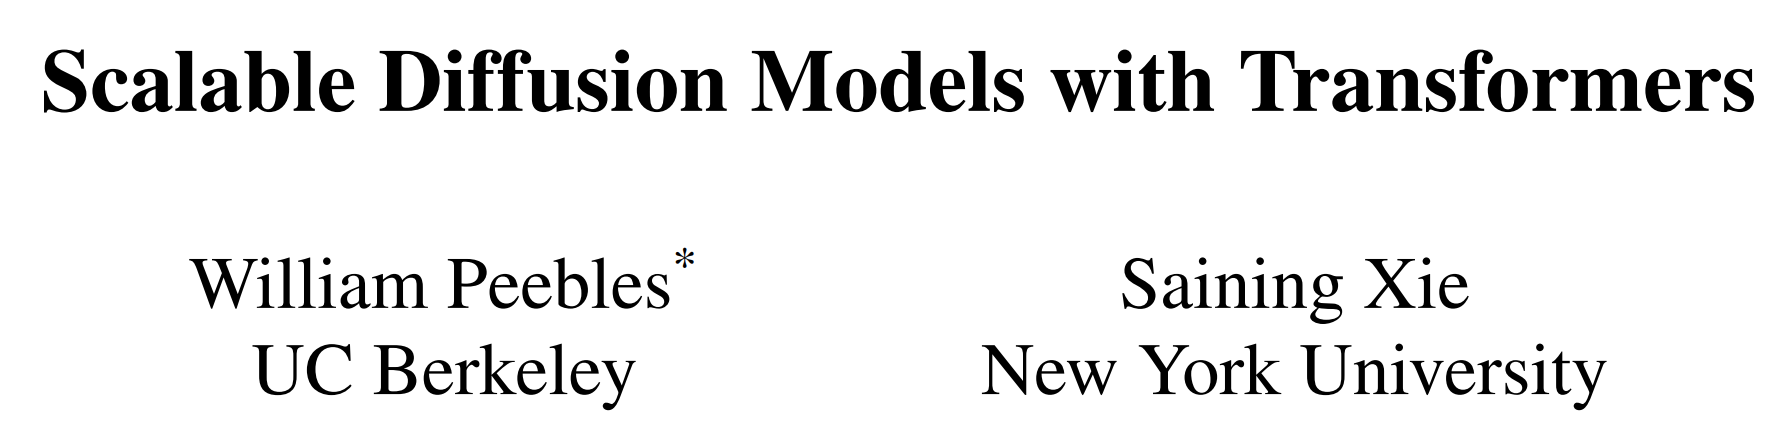 Scalable Diffusion Models with Transformers
William Peebles* Saining Xie
UC Berkeley New York University